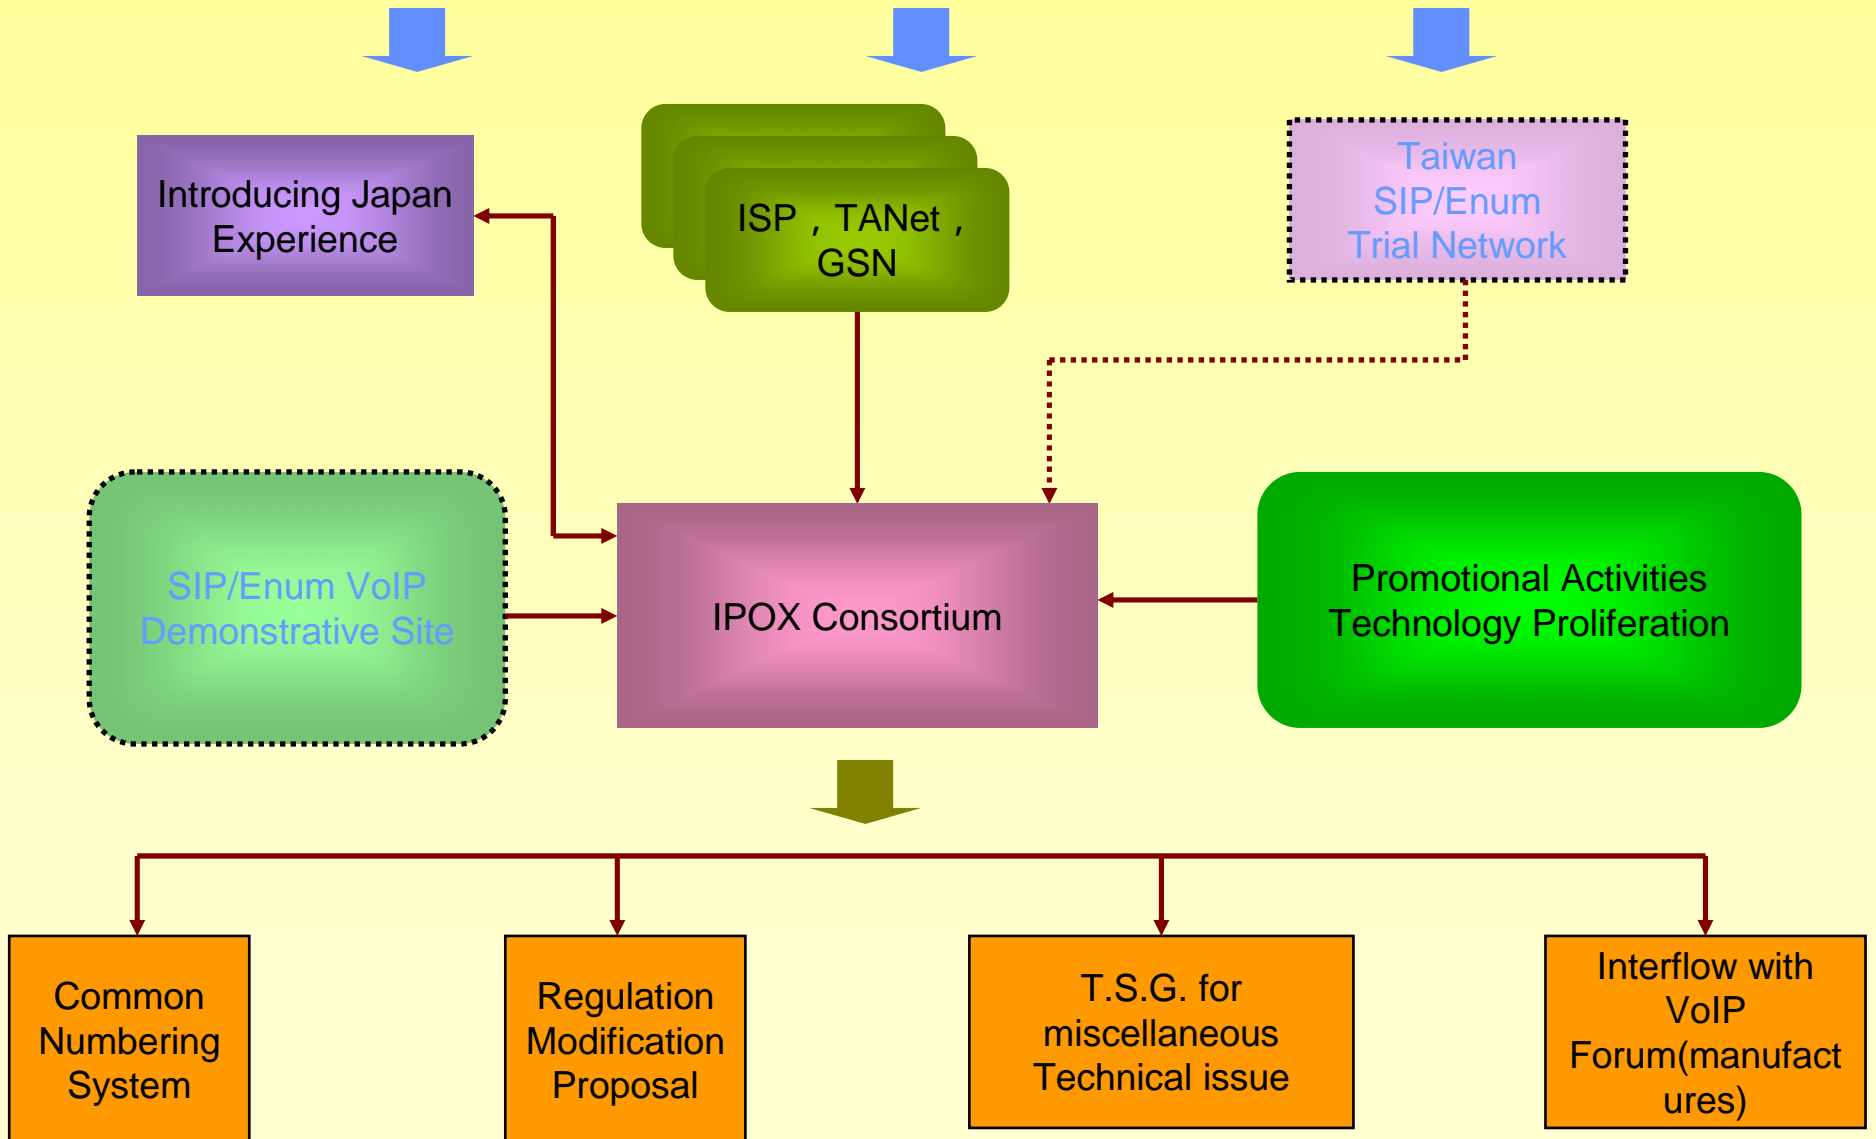 Introducing Japan
Experience
ISP , TANet ,
GSN
Taiwan
SIP/Enum
Trial Network
SIP/Enum VoIP
Demonstrative Site
IPOX Consortium
Promotional Activities
Technology Proliferation
Common
Numbering
System
Regulation
Modification
Proposal
T.S.G. for
miscellaneous
Technical issue
Interflow with
VoIP
Forum(manufact
ures)